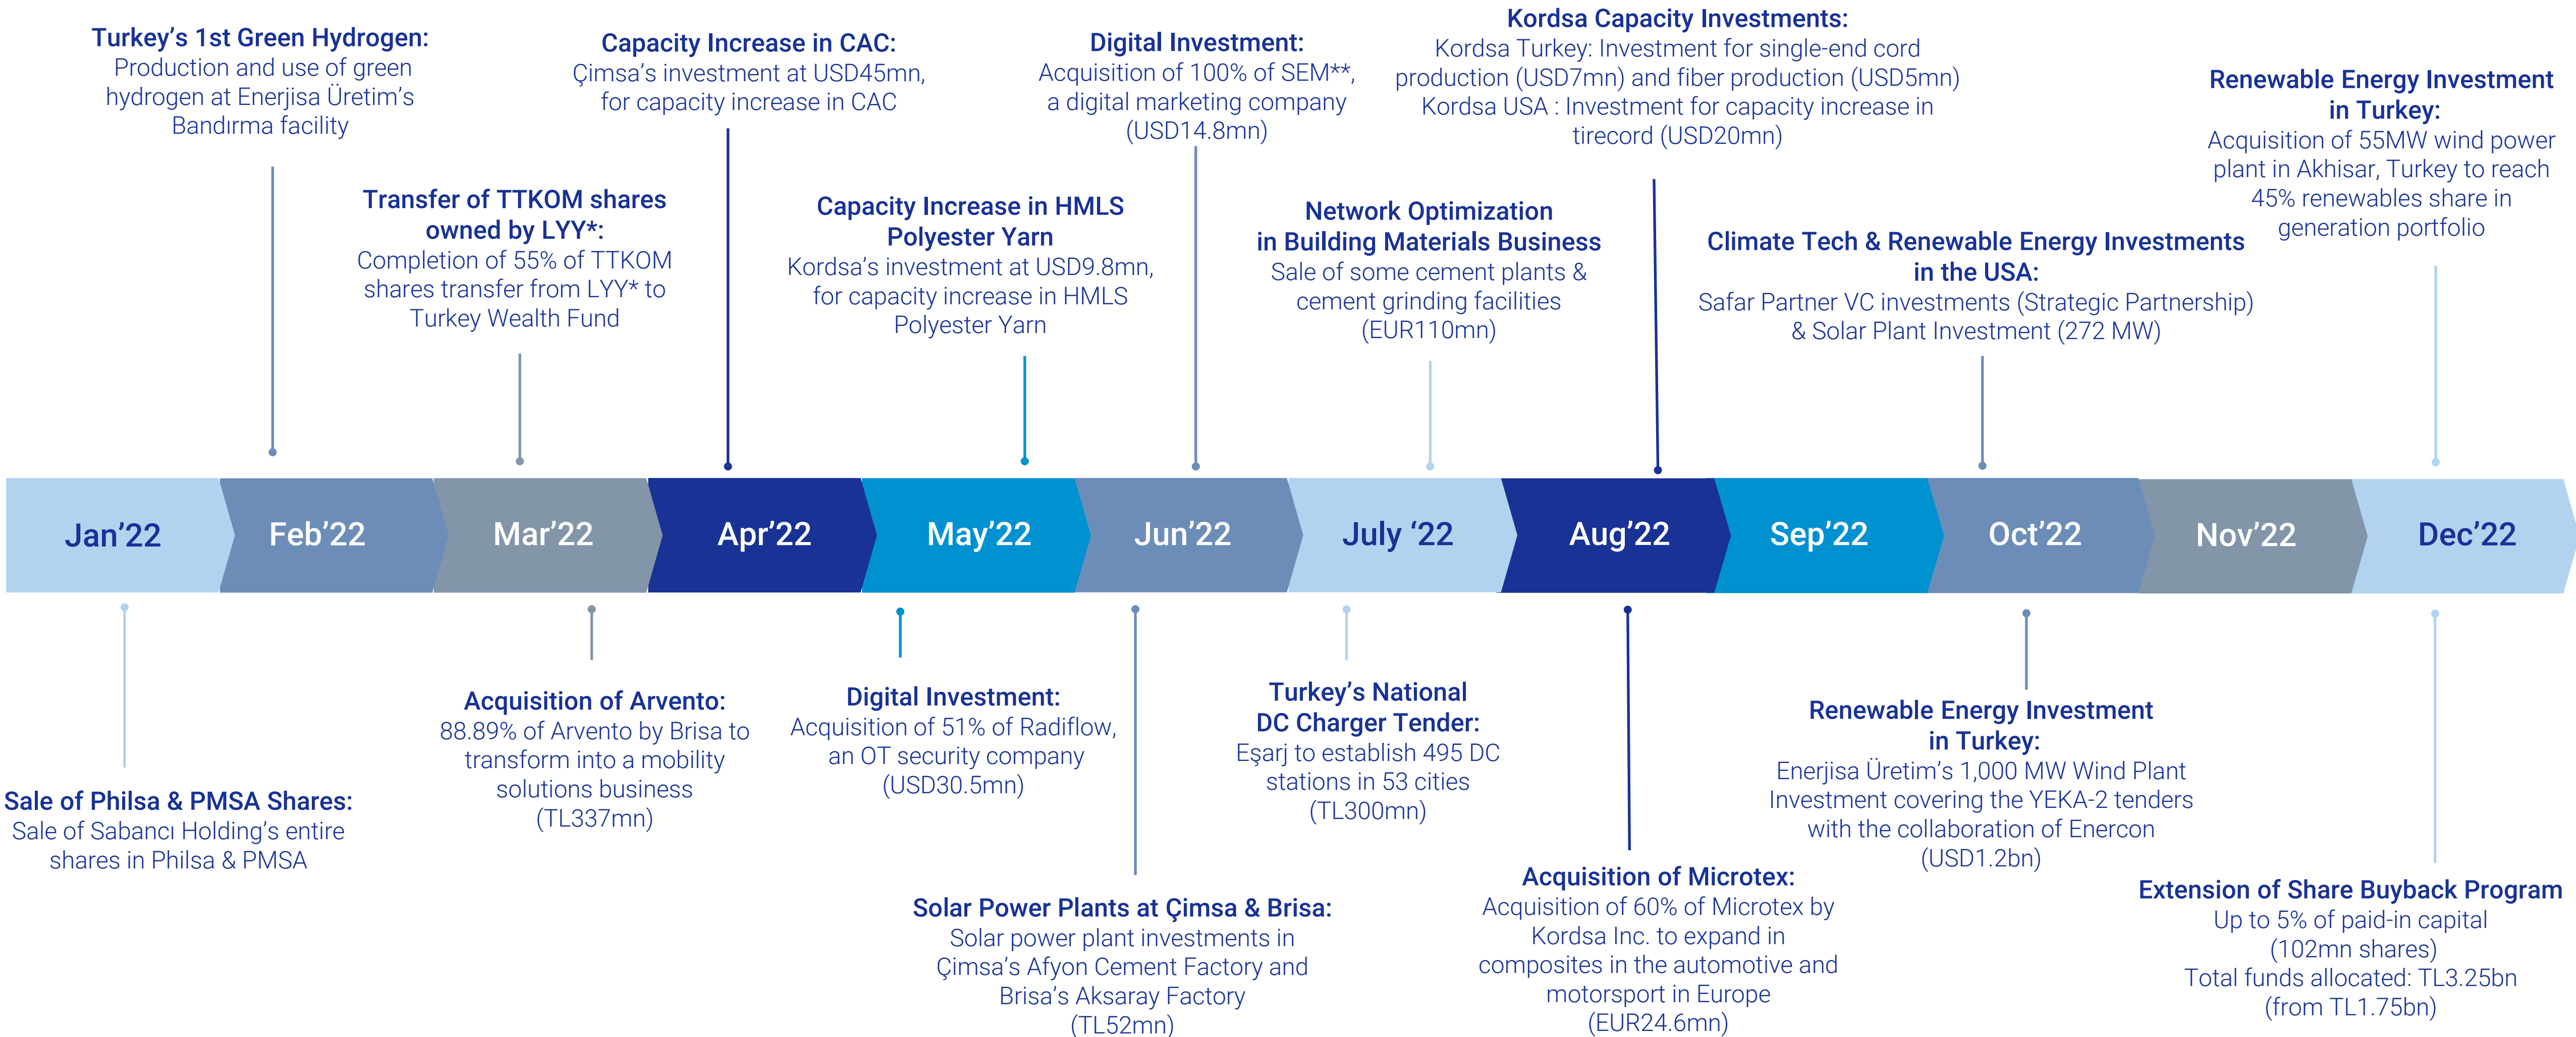 Turkey's 1st Green Hydrogen:
Production and use of green
hydrogen at Enerjisa Üretim's
Bandırma facility
Transfer of TTKOM shares
owned by LYY*:
Completion of 55% of TTKOM
shares transfer from LYY* to
Turkey Wealth Fund
Capacity Increase in CAC:
Çimsa's investment at USD45mn,
for capacity increase in CAC
Capacity Increase in HMLS
Polyester Yarn
Kordsa's investment at USD9.8mn,
for capacity increase in HMLS
Polyester Yarn
Digital Investment:
Acquisition of 100% of SEM**,
a digital marketing company
(USD14.8mn)
Network Optimization
in Building Materials Business
Sale of some cement plants &
cement grinding facilities
(EUR110mn)
Kordsa Capacity Investments:
Kordsa Turkey: Investment for single-end cord
production (USD7mn) and fiber production (USD5mn)
Kordsa USA : Investment for capacity increase in
tirecord (USD20mn)
Climate Tech & Renewable Energy Investments
in the USA:
Safar Partner VC investments (Strategic Partnership)
& Solar Plant Investment (272 MW)
Renewable Energy Investment
in Turkey:
Acquisition of 55MW wind power
plant in Akhisar, Turkey to reach
45% renewables share in
generation portfolio
Jan'22
Feb'22
Mar'22
Apr'22
May'22
Jun'22
July ‘22
Aug'22
Sep'22
Oct'22
Nov'22
Dec'22
Sale of Philsa & PMSA Shares:
Sale of Sabancı Holding's entire
shares in Philsa & PMSA
Acquisition of Arvento:
88.89% of Arvento by Brisa to
transform into a mobility
solutions business
(TL337mn)
Digital Investment:
Acquisition of 51% of Radiflow,
an OT security company
(USD30.5mn)
Solar Power Plants at Çimsa & Brisa:
Solar power plant investments in
Çimsa's Afyon Cement Factory and
Brisa's Aksaray Factory
(TL52mn)
Turkey's National
DC Charger Tender:
Eşarj to establish 495 DC
stations in 53 cities
(TL300mn)
Acquisition of Microtex:
Acquisition of 60% of Microtex by
Kordsa Inc. to expand in
composites in the automotive and
motorsport in Europe
(EUR24.6mn)
Renewable Energy Investment
in Turkey:
Enerjisa Üretim's 1,000 MW Wind Plant
Investment covering the YEKA-2 tenders
with the collaboration of Enercon
(USD1.2bn)
Extension of Share Buyback Program
Up to 5% of paid-in capital
(102mn shares)
Total funds allocated: TL3.25bn
(from TL1.75bn)